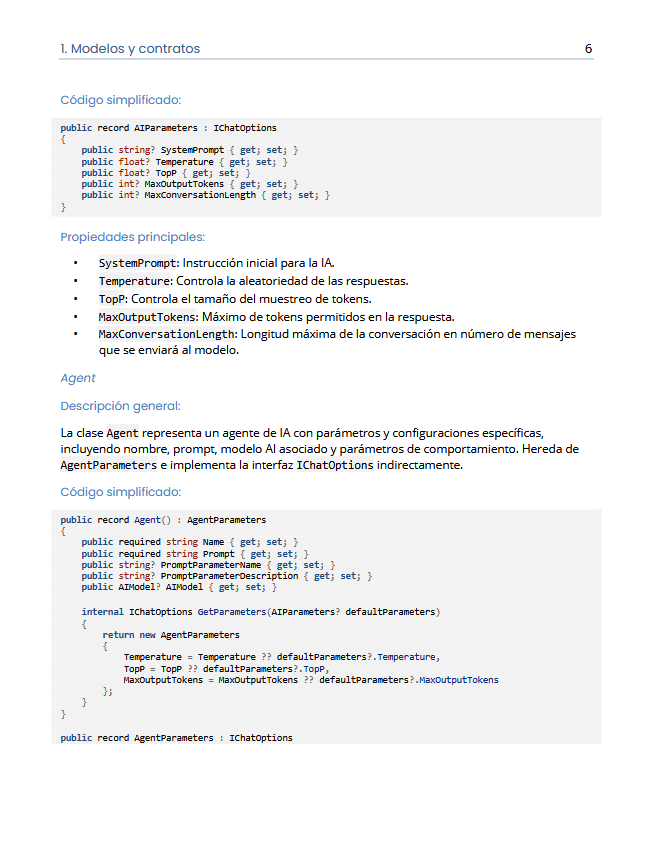 1. Modelos y contratos 6
Código simplificado:
public record AIParameters : IChatOptions
{
    public string? SystemPrompt { get; set; }
    public float? Temperature { get; set; }
    public float? TopP { get; set; }
    public int? MaxOutputTokens { get; set; }
    public int? MaxConversationLength { get; set; }
}
Propiedades principales:
• SystemPrompt: Instrucción inicial para la IA.
• Temperature: Controla la aleatoriedad de las respuestas.
• TopP: Controla el tamaño del muestreo de tokens.
• MaxOutputTokens: Máximo de tokens permitidos en la respuesta.
• MaxConversationLength: Longitud máxima de la conversación en número de mensajes
que se enviará al modelo.
Agent
Descripción general:
La clase Agent representa un agente de IA con parámetros y configuraciones específicas,
incluyendo nombre, prompt, modelo AI asociado y parámetros de comportamiento. Hereda de
AgentParameters e implementa la interfaz IChatOptions indirectamente.
Código simplificado:
public record Agent() : AgentParameters
{
    public required string Name { get; set; }
    public required string Prompt { get; set; }
    public string? PromptParameterName { get; set; }
    public string? PromptParameterDescription { get; set; }
    public AIModel? AIModel { get; set; }
    internal IChatOptions GetParameters(AIParameters? defaultParameters)
    {
        return new AgentParameters
        {
            Temperature = Temperature ?? defaultParameters?.Temperature,
            TopP = TopP ?? defaultParameters?.TopP,
            MaxOutputTokens = MaxOutputTokens ?? defaultParameters?.MaxOutputTokens
        };
    }
}
public record AgentParameters : IChatOptions